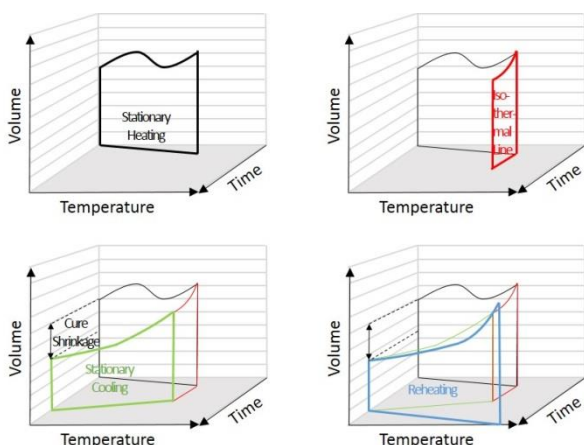 Volume
Stationary
Heating
Temperature
Time
Volume
Iso-
ther-
mal
Line
Temperature
Time
Volume
Cure
Shrinkage
Stationary
Cooling
Temperature
Time
Volume
Reheating
Temperature
Time